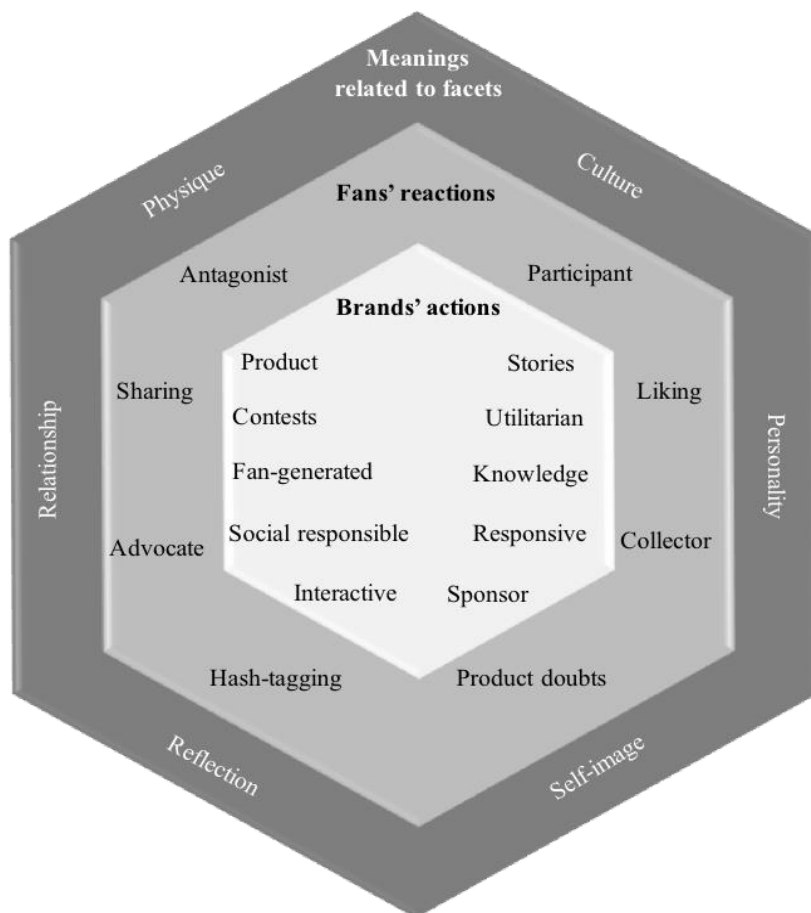 Meanings
related to facets
Physique
Culture
Fans' reactions
Antagonist
Participant
Brands' actions
Product
Stories
Sharing
Liking
Contests
Utilitarian
Relationship
Personality
Fan-generated
Knowledge
Advocate
Social responsible
Responsive
Collector
Interactive
Sponsor
Hash-tagging
Product doubts
Reflection
Self-image